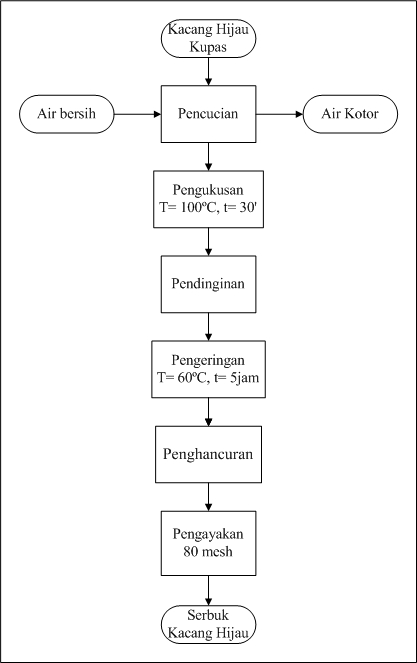 Kacang Hijau
Kupas
Air bersih
Pencucian
Air Kotor
Pengukusan
T= 100ºC, t= 30'
Pendinginan
Pengeringan
T= 60ºC, t= 5jam
Penghancuran
Pengayakan
80 mesh
Serbuk
Kacang Hijau